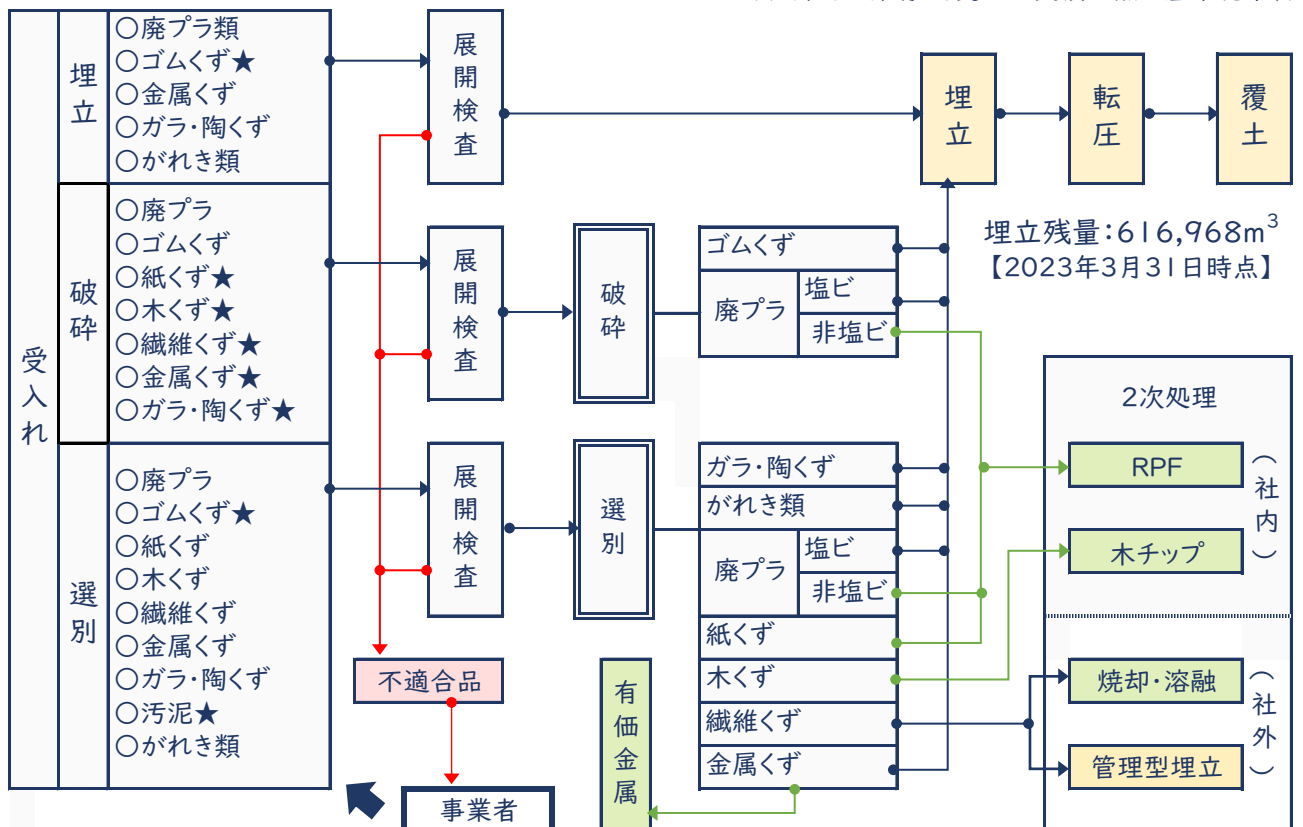 受入れ
埋立
○廃プラ類
○ゴムくず★
○金属くず
○ガラ・陶くず
○がれき類
展開検査
埋立
転圧
覆土
破砕
○廃プラ
○ゴムくず
○紙くず★
○木くず★
○繊維くず★
○金属くず★
○ガラ・陶くず★
展開検査
破砕
ゴムくず
廃プラ
塩ビ
非塩ビ
埋立残量:616,968m³
【2023年3月31日時点】
選別
○廃プラ
○ゴムくず★
○紙くず
○木くず
○繊維くず
○金属くず
○ガラ・陶くず
○汚泥★
○がれき類
展開検査
選別
ガラ・陶くず
がれき類
廃プラ
塩ビ
非塩ビ
紙くず
木くず
繊維くず
金属くず
2次処理
RPF
木チップ
(社内)
焼却・溶融
管理型埋立
(社外)
不適合品
事業者
有価金属